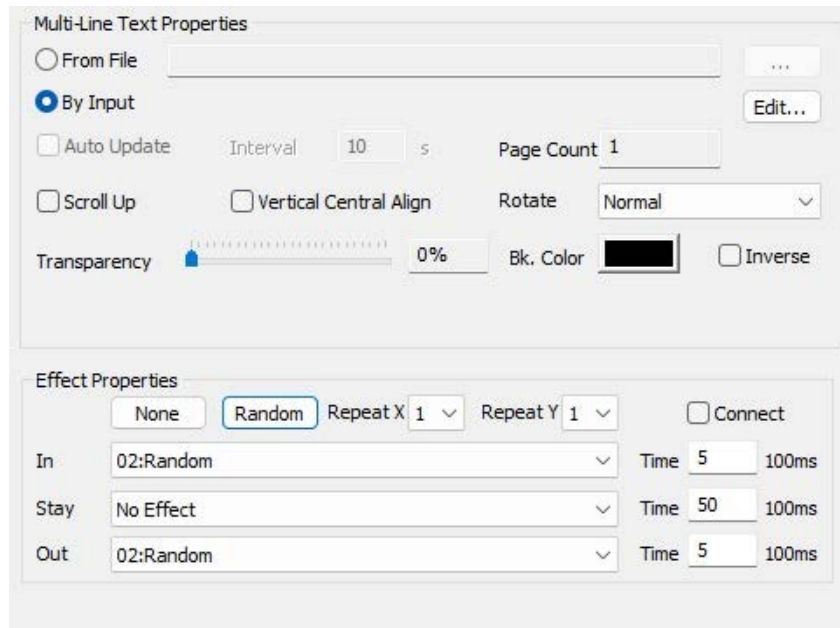 Multi-Line Text Properties
From File ...
By Input Edit...
Auto Update Interval 10 s Page Count 1
Scroll Up Vertical Central Align Rotate Normal
Transparency 0% Bk. Color Inverse
Effect Properties
None Random Repeat X 1 Repeat Y 1 Connect
In 02:Random Time 5 100ms
Stay No Effect Time 50 100ms
Out 02:Random Time 5 100ms